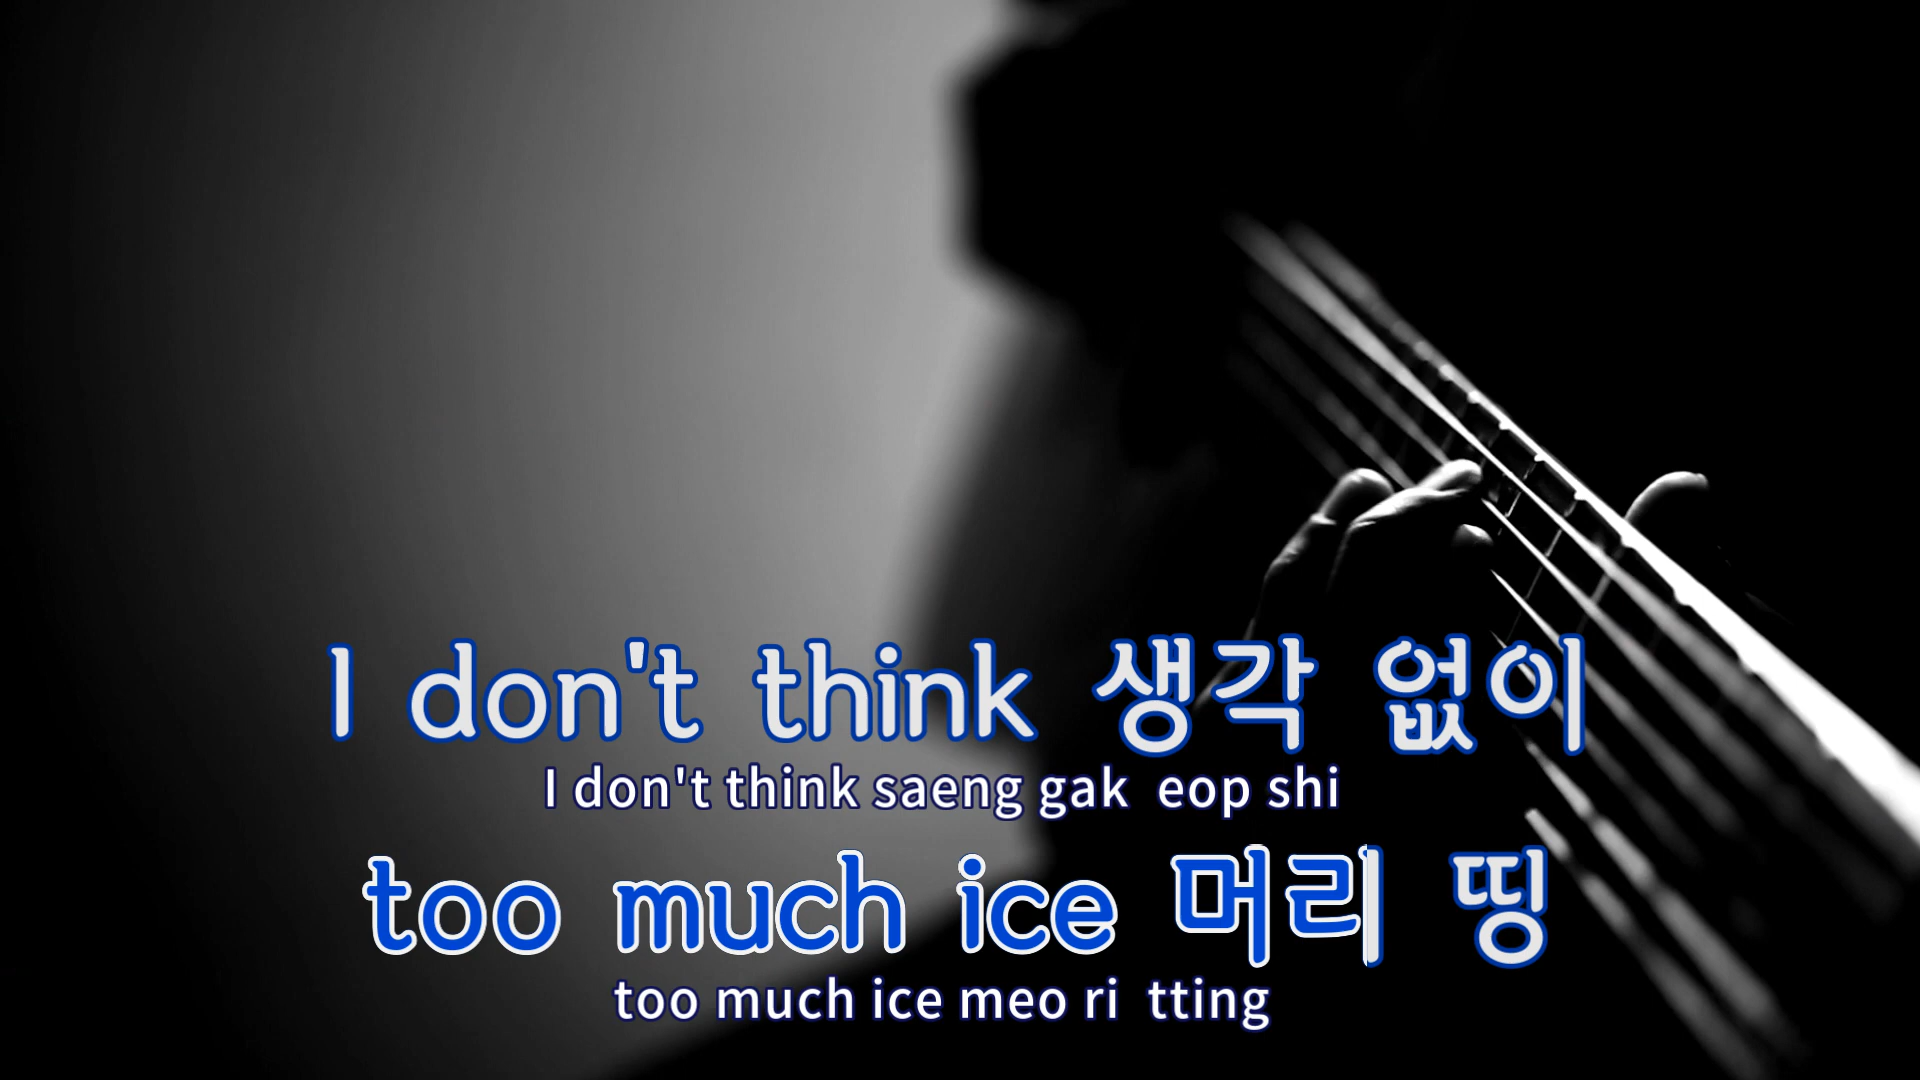 I don't think 생각 없이
I don't think saeng gak eop shi
too much ice 머리 띵
too much ice meo ri tting